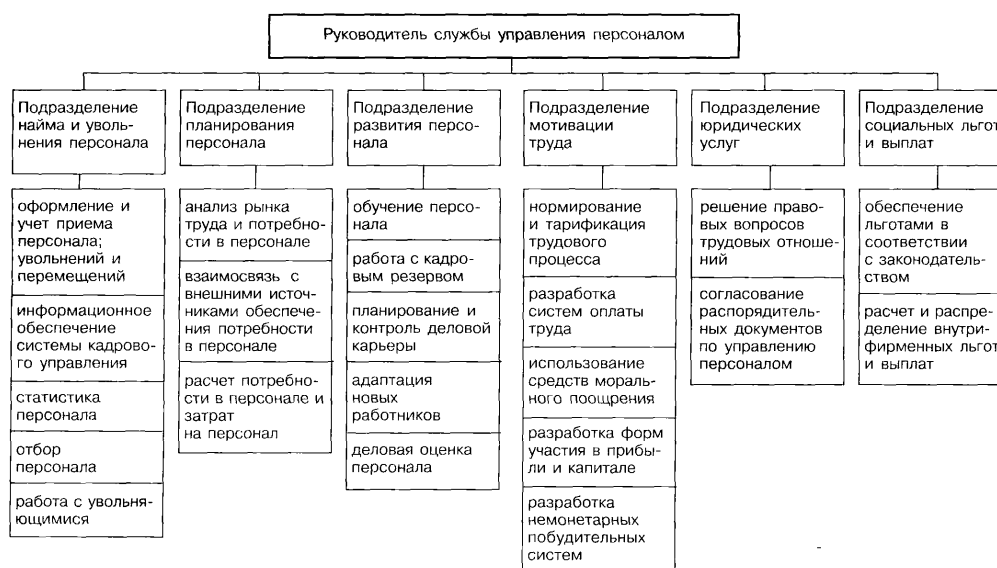 Руководитель службы управления персоналом
Подразделение
найма и уволь-
нения персонала
Подразделение
планирования
персонала
Подразделение
развития персо-
нала
Подразделение
мотивации
труда
Подразделение
юридических
услуг
Подразделение
социальных льгот
и выплат
оформление и
учет приема
персонала;
увольнений и
перемещений
информационное
обеспечение
системы кадрово-
го управления
статистика
персонала
отбор
персонала
работа с увольня-
ющимися
анализ рынка
труда и потребно-
сти в персонале
взаимосвязь с
внешними источ-
никами обеспече-
ния потребности
в персонале
расчет потребно-
сти в персонале и
затрат
на персонал
обучение персо-
нала
работа с кадро-
вым резервом
планирование и
контроль деловой
карьеры
адаптация
новых
работников
деловая оценка
персонала
нормирование
и тарификация
трудового
процесса
разработка
систем оплаты
труда
использование
средств мораль-
ного поощрения
разработка форм
участия в прибы-
ли и капитале
разработка
немонетарных
побудительных
систем
решение право-
вых вопросов
трудовых отноше-
ний
согласование
распорядитель-
ных документов
по управлению
персоналом
обеспечение
льготами в
соответствии
с законодатель-
ством
расчет и распре-
деление внутри-
фирменных льгот
и выплат